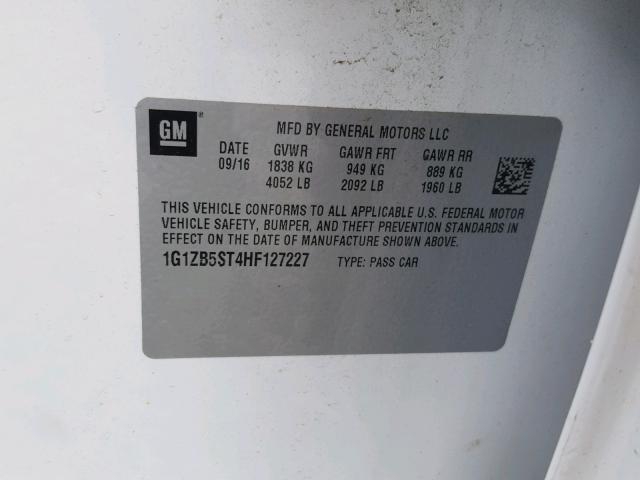 GM ®
MFD BY GENERAL MOTORS LLC
DATE GVWR GAWR FRT GAWR RR
09/16 1838 KG 949 KG 889 KG
4052 LB 2092 LB 1960 LB
THIS VEHICLE CONFORMS TO ALL APPLICABLE U.S. FEDERAL MOTOR
VEHICLE SAFETY, BUMPER, AND THEFT PREVENTION STANDARDS IN
EFFECT ON THE DATE OF MANUFACTURE SHOWN ABOVE.
1G1ZB5ST4HF127227 TYPE: PASS CAR